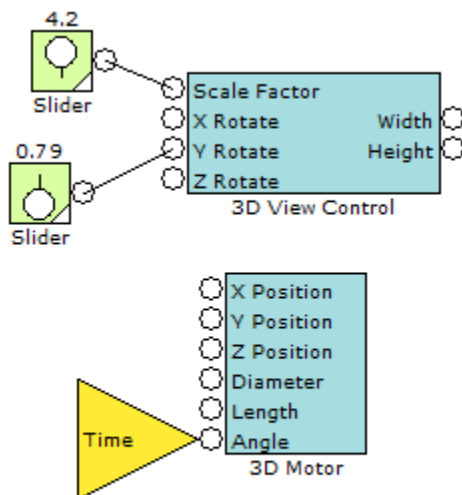 4.2
Slider
Scale Factor
X Rotate
Width
Y Rotate
Height
Z Rotate
3D View Control
0.79
Slider
X Position
Y Position
Z Position
Diameter
Length
Angle
Time
3D Motor